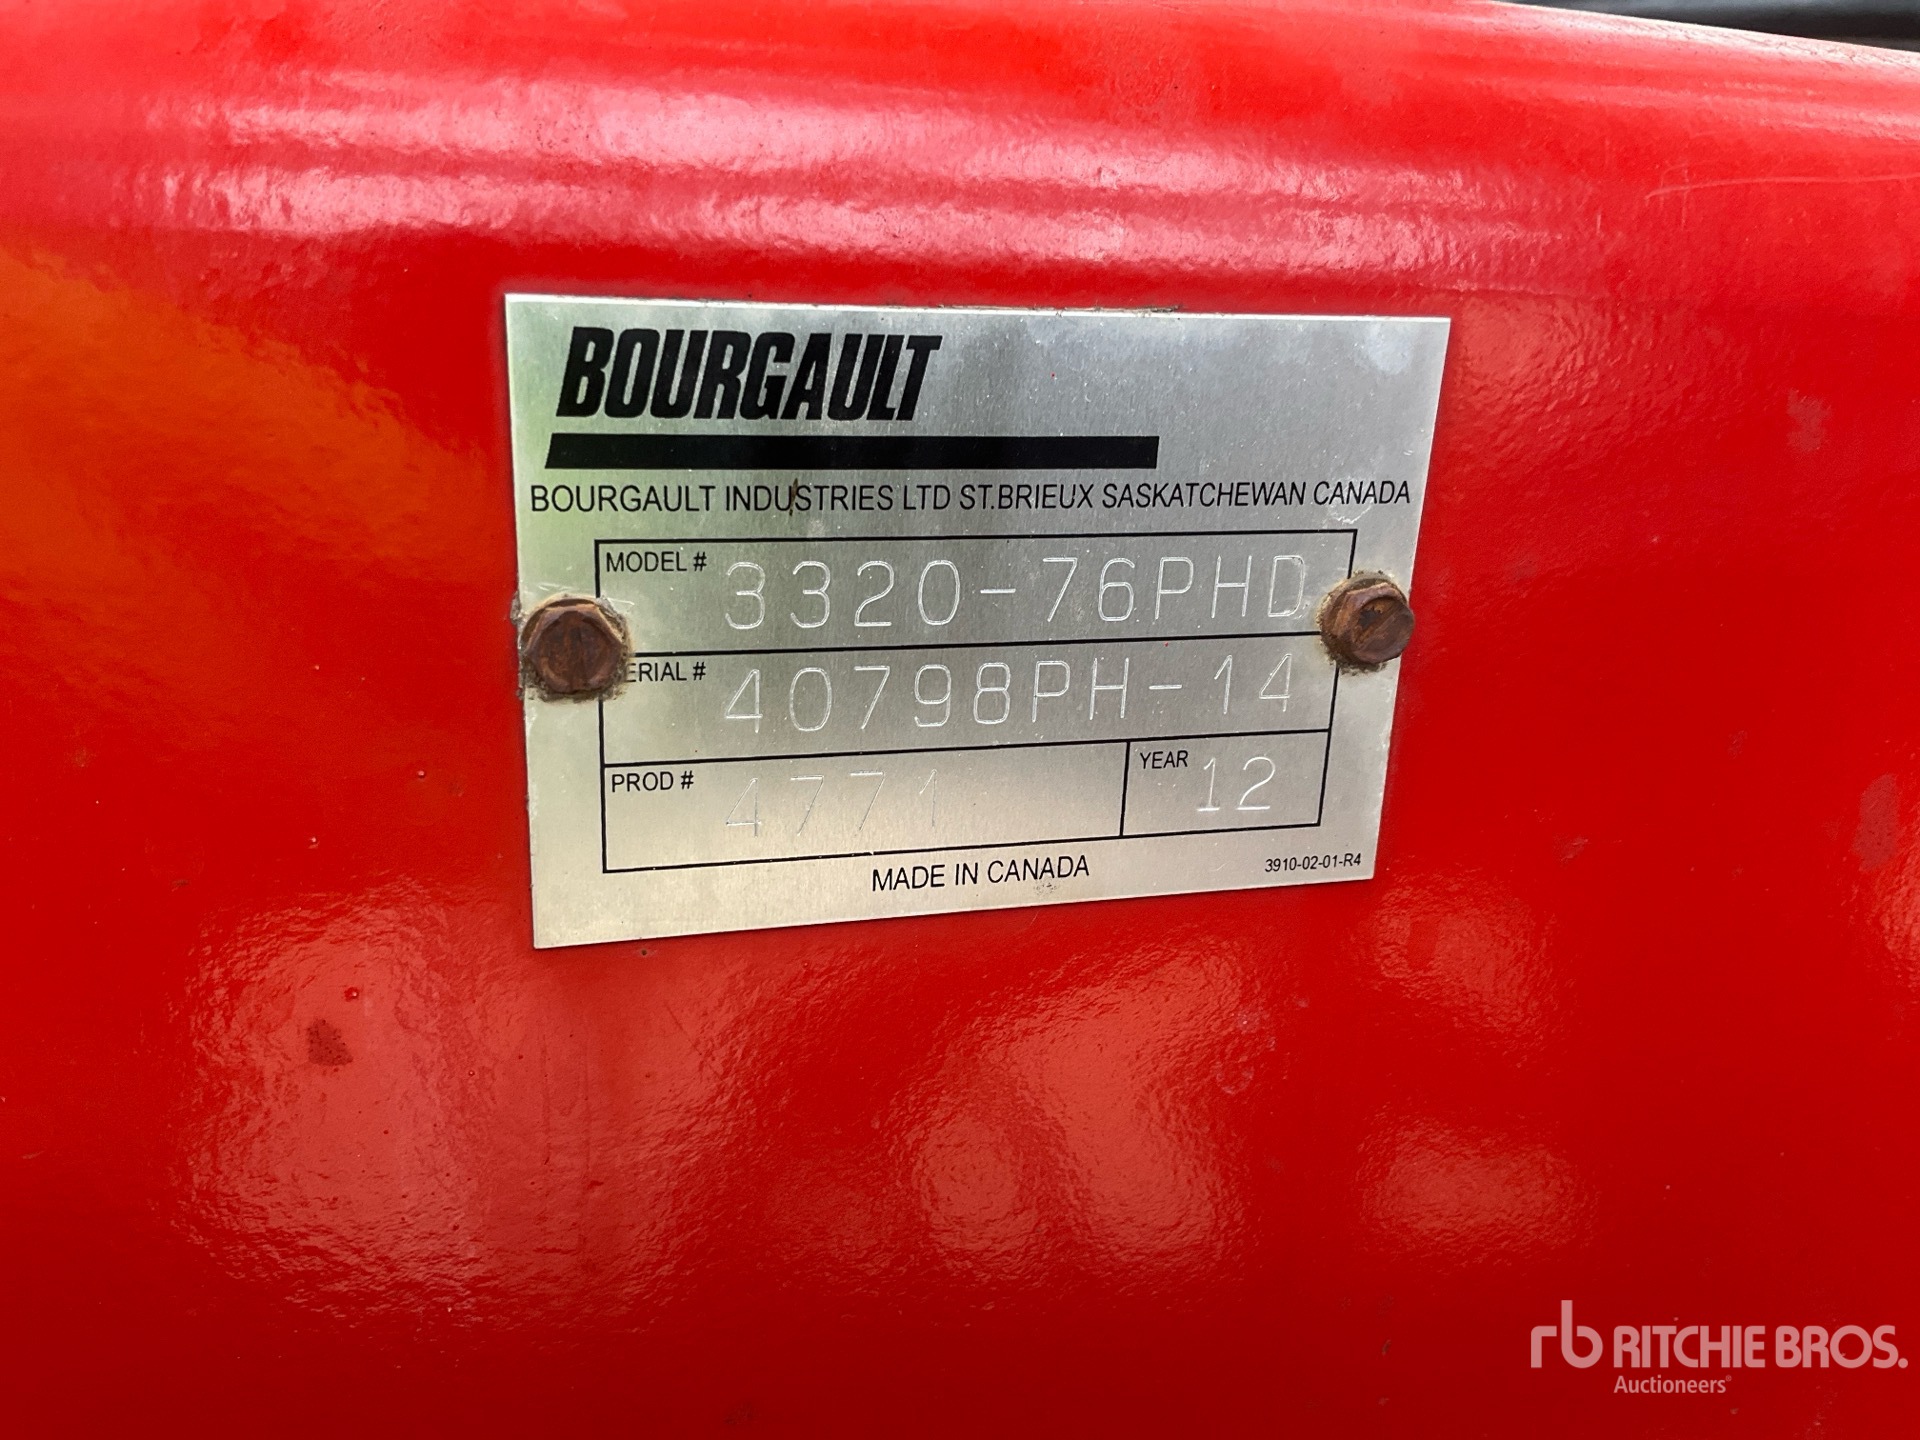 BOURGAULT
BOURGAULT INDUSTRIES LTD ST.BRIEUX SASKATCHEWAN CANADA
MODEL # 3320-76PHD
ERIAL # 40798PH-14
PROD # 4771 YEAR 12
MADE IN CANADA 3910-02-01-R4
rb RITCHIE BROS.
Auctioneers®